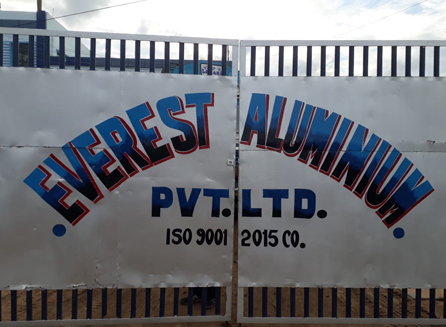 EVEREST ALUMINIUM
PVT. LTD.
ISO 9001 2015 CO.